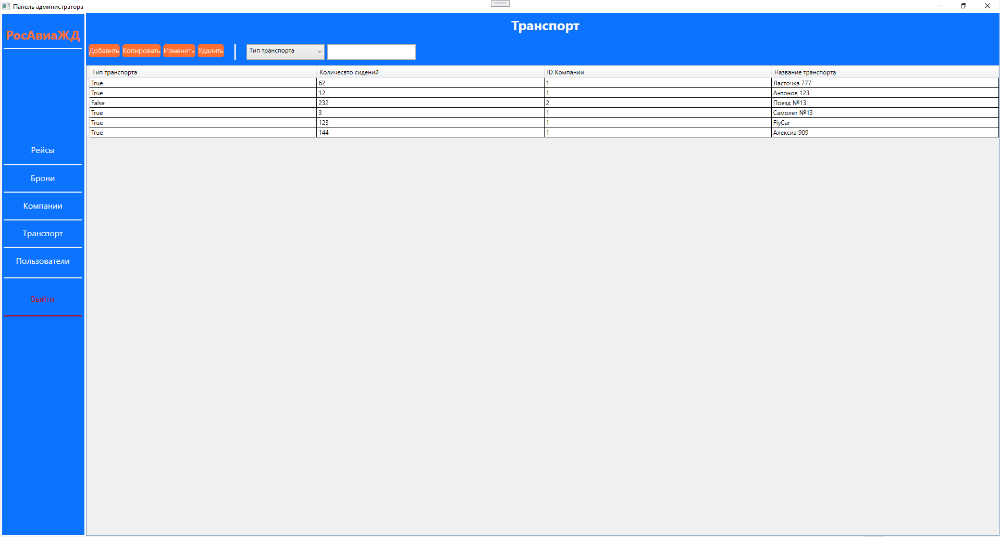 Панель администратора
РосАвиаЖД
Транспорт
Добавить Копировать Изменить Удалить Тип транспорта
Тип транспорта Количесвто сидений ID Компании Название транспорта
True 62 1 Ласточка 777
True 12 1 Антонов 123
False 232 2 Поезд №13
True 3 1 Самолет №13
True 123 1 FlyCar
True 144 1 Алексиа 909
Рейсы
Брони
Компании
Транспорт
Пользователи
Выйти